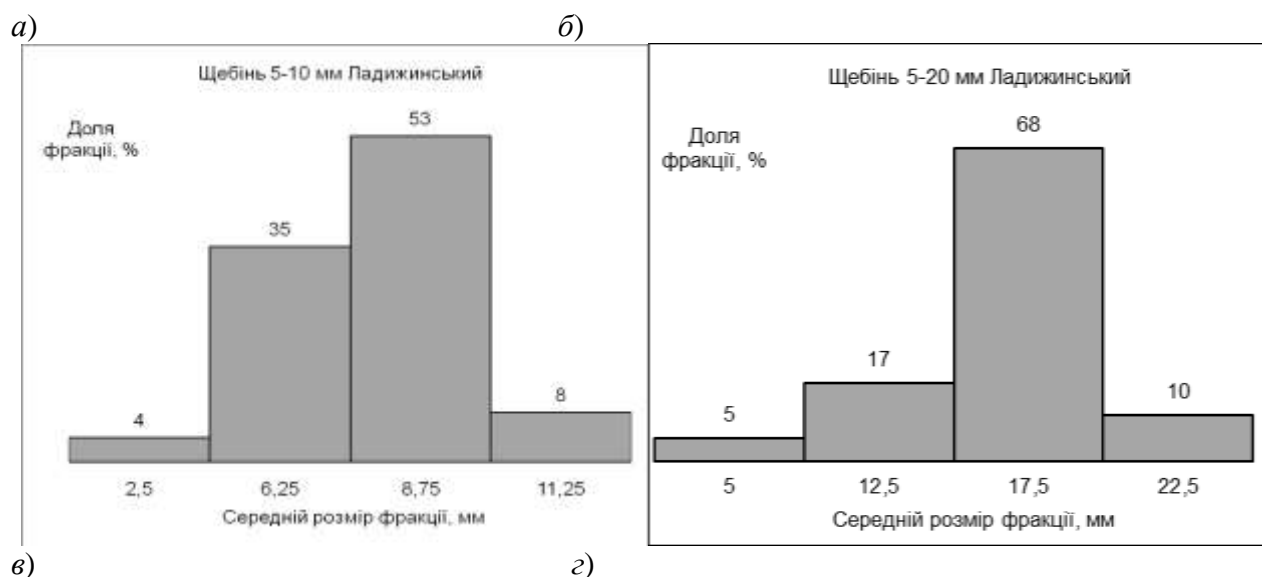 а)
б)
Щебінь 5-10 мм Ладижинський
Доля
фракції, %
53
35
4
8
2,5 6,25 8,75 11,25
Середній розмір фракції, мм
Щебінь 5-20 мм Ладижинський
Доля
фракції, %
68
17
5
10
5 12,5 17,5 22,5
Середній розмір фракції, мм
в)
г)